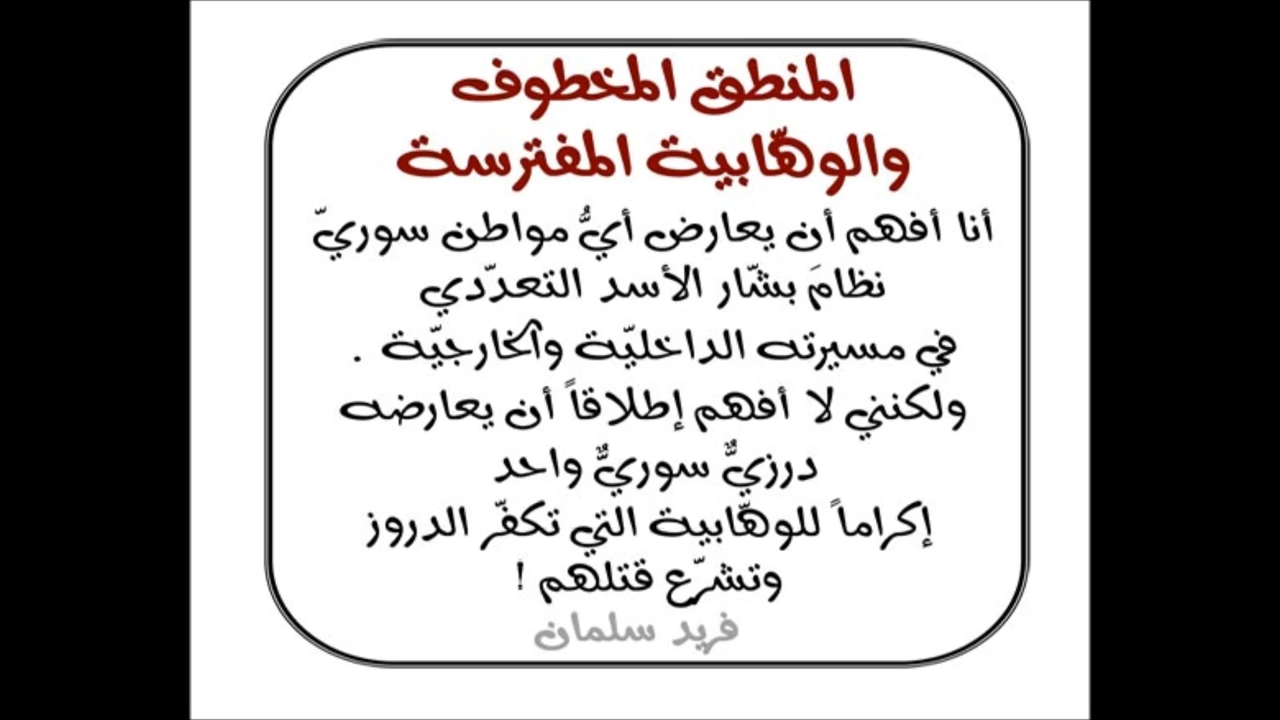 المنطق المخطوف
والوهّابية المفترسة
أنا أفهم أن يعارض أيُّ مواطن سوريّ
نظامَ بشّار الأسد التعدّدي
في مسيرته الداخليّة والخارجيّة .
ولكنني لا أفهم إطلاقاً أن يعارضه
درزيٌّ سوريٌّ واحد
إكراماً للوهّابية التي تكفّر الدروز
وتشرّع قتلهم !
فريد سلمان